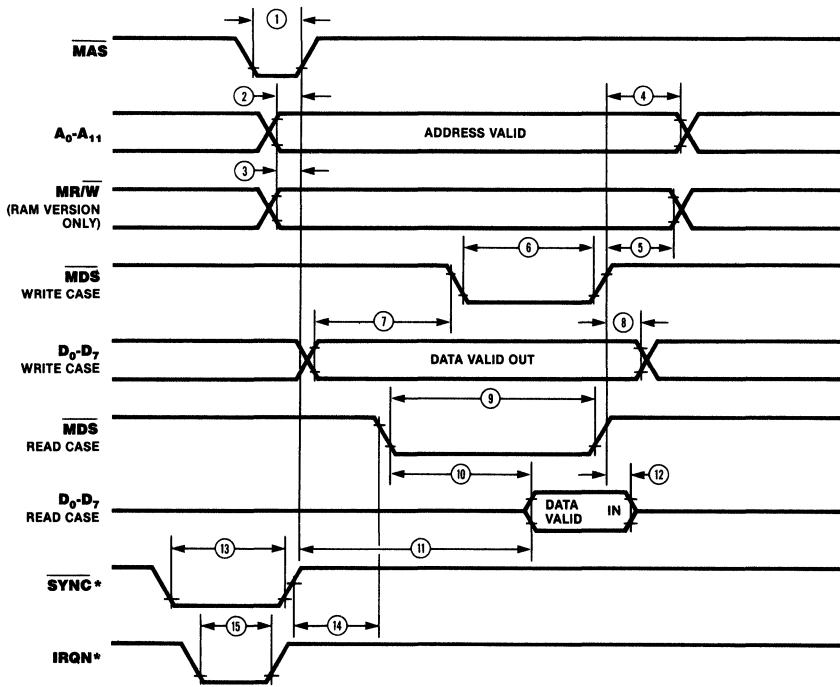 1
MAS
2
4
A0-A11
ADDRESS VALID
3
MR/W
(RAM VERSION
ONLY)
6
5
MDS
WRITE CASE
7
8
D0-D7
WRITE CASE
DATA VALID OUT
9
MDS
READ CASE
10
12
D0-D7
READ CASE
DATA
VALID
IN
13
11
SYNC*
15
14
IRQN*